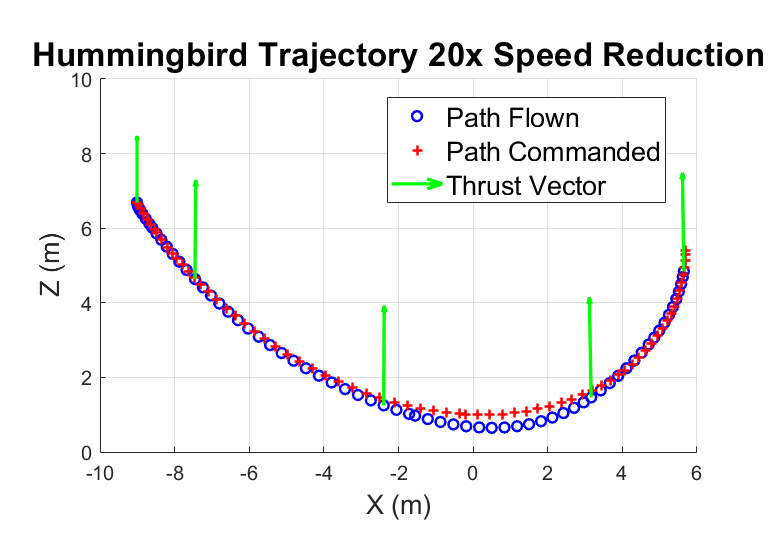 Hummingbird Trajectory 20x Speed Reduction
10
8
6
4
2
0
Z (m)
Path Flown
Path Commanded
Thrust Vector
-10 -8 -6 -4 -2 0 2 4 6
X (m)